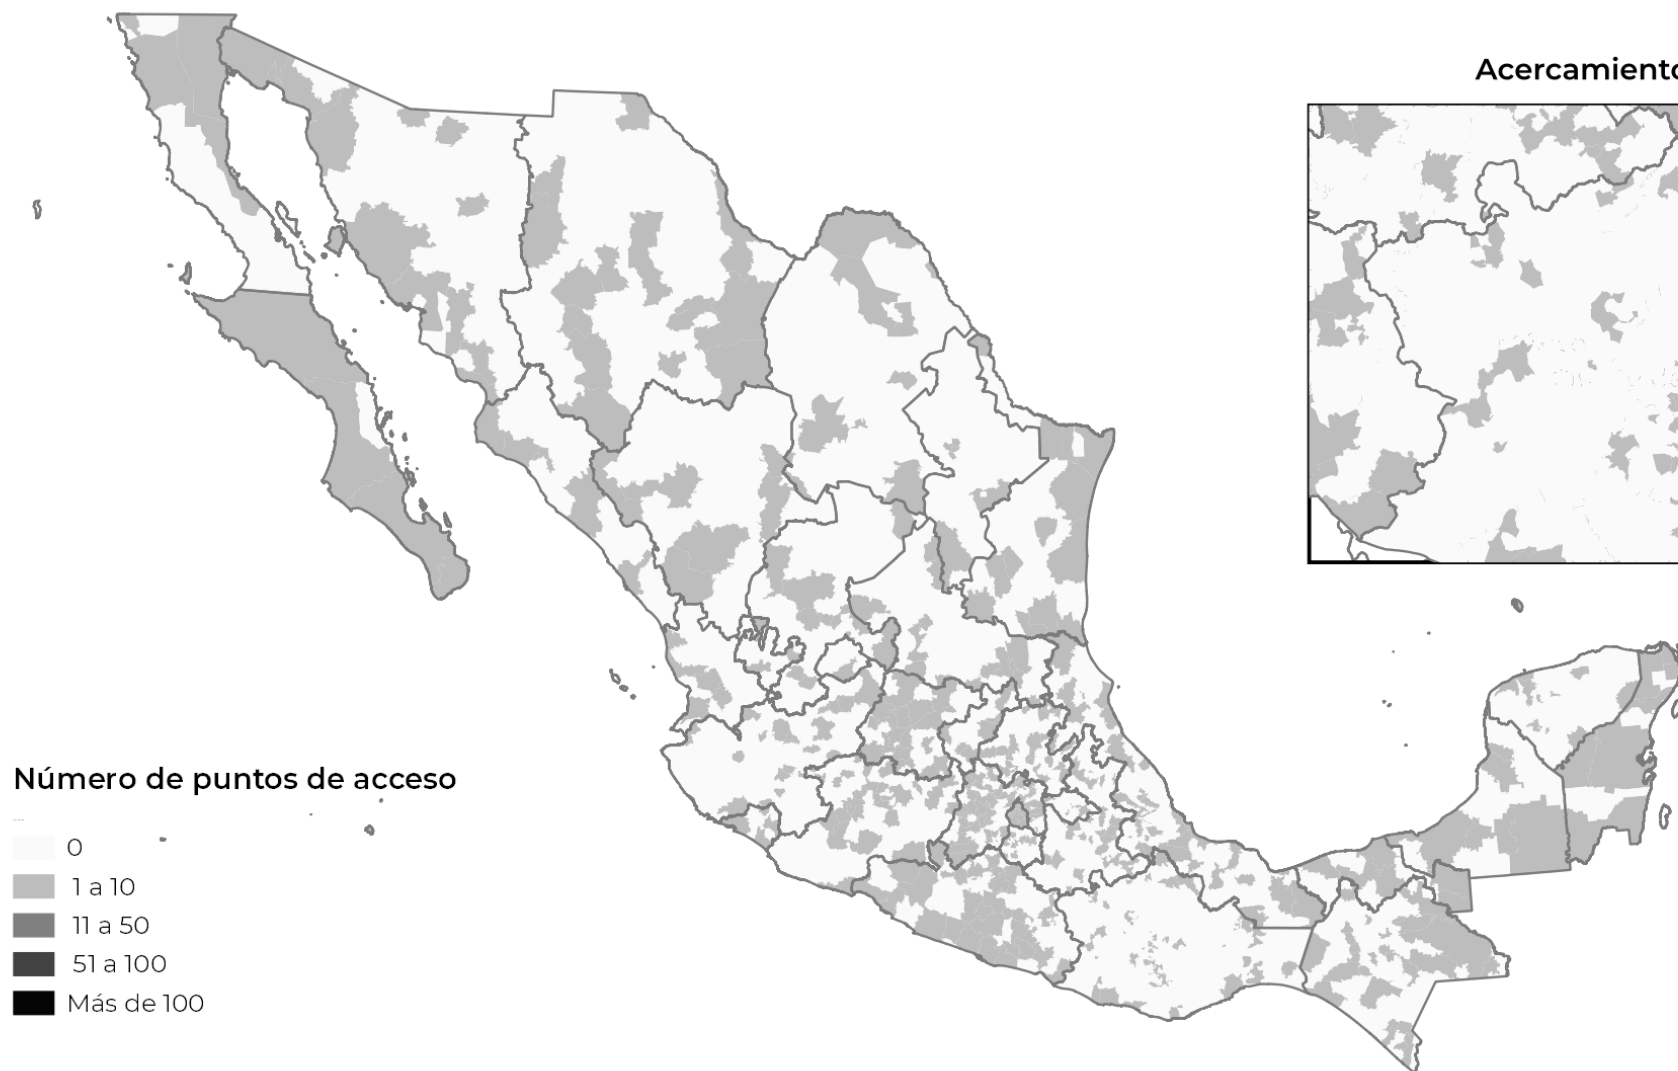 Acercamiento
Número de puntos de acceso
0
1 a 10
11 a 50
51 a 100
Más de 100